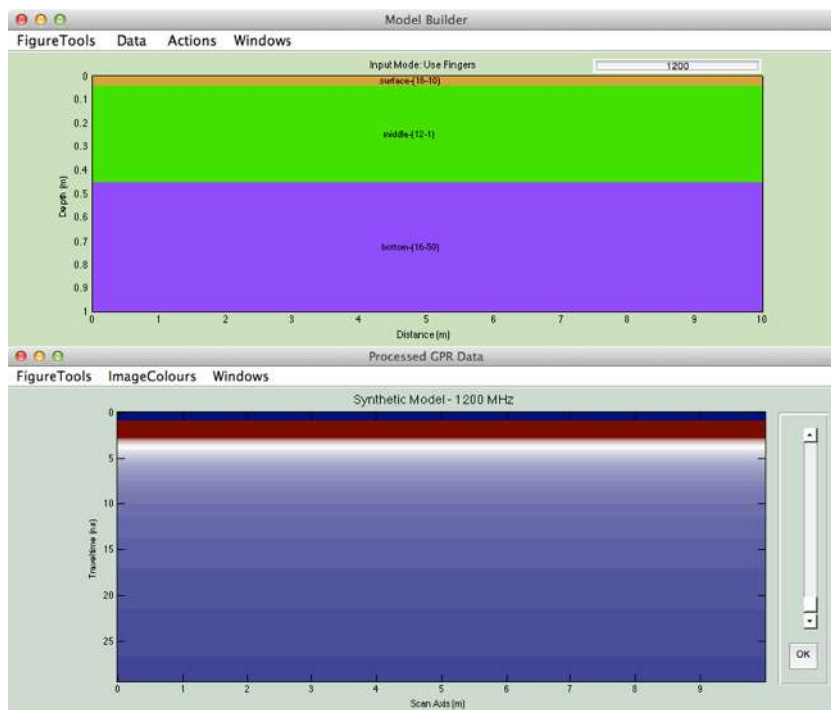 Model Builder
FigureTools Data Actions Windows
Input Mode: Use Fingers 1200
surface-(16-10)
middle-(12-1)
bottom-(16-50)
0
0.1
0.2
0.3
0.4
0.5
0.6
0.7
0.8
0.9
1
Depth (m)
0 1 2 3 4 5 6 7 8 9 10
Distance (m)
Processed GPR Data
FigureTools ImageColours Windows
Synthetic Model - 1200 MHz
0
5
10
15
20
25
Traveltime (ns)
0 1 2 3 4 5 6 7 8 9
Scan Axis (m)
OK